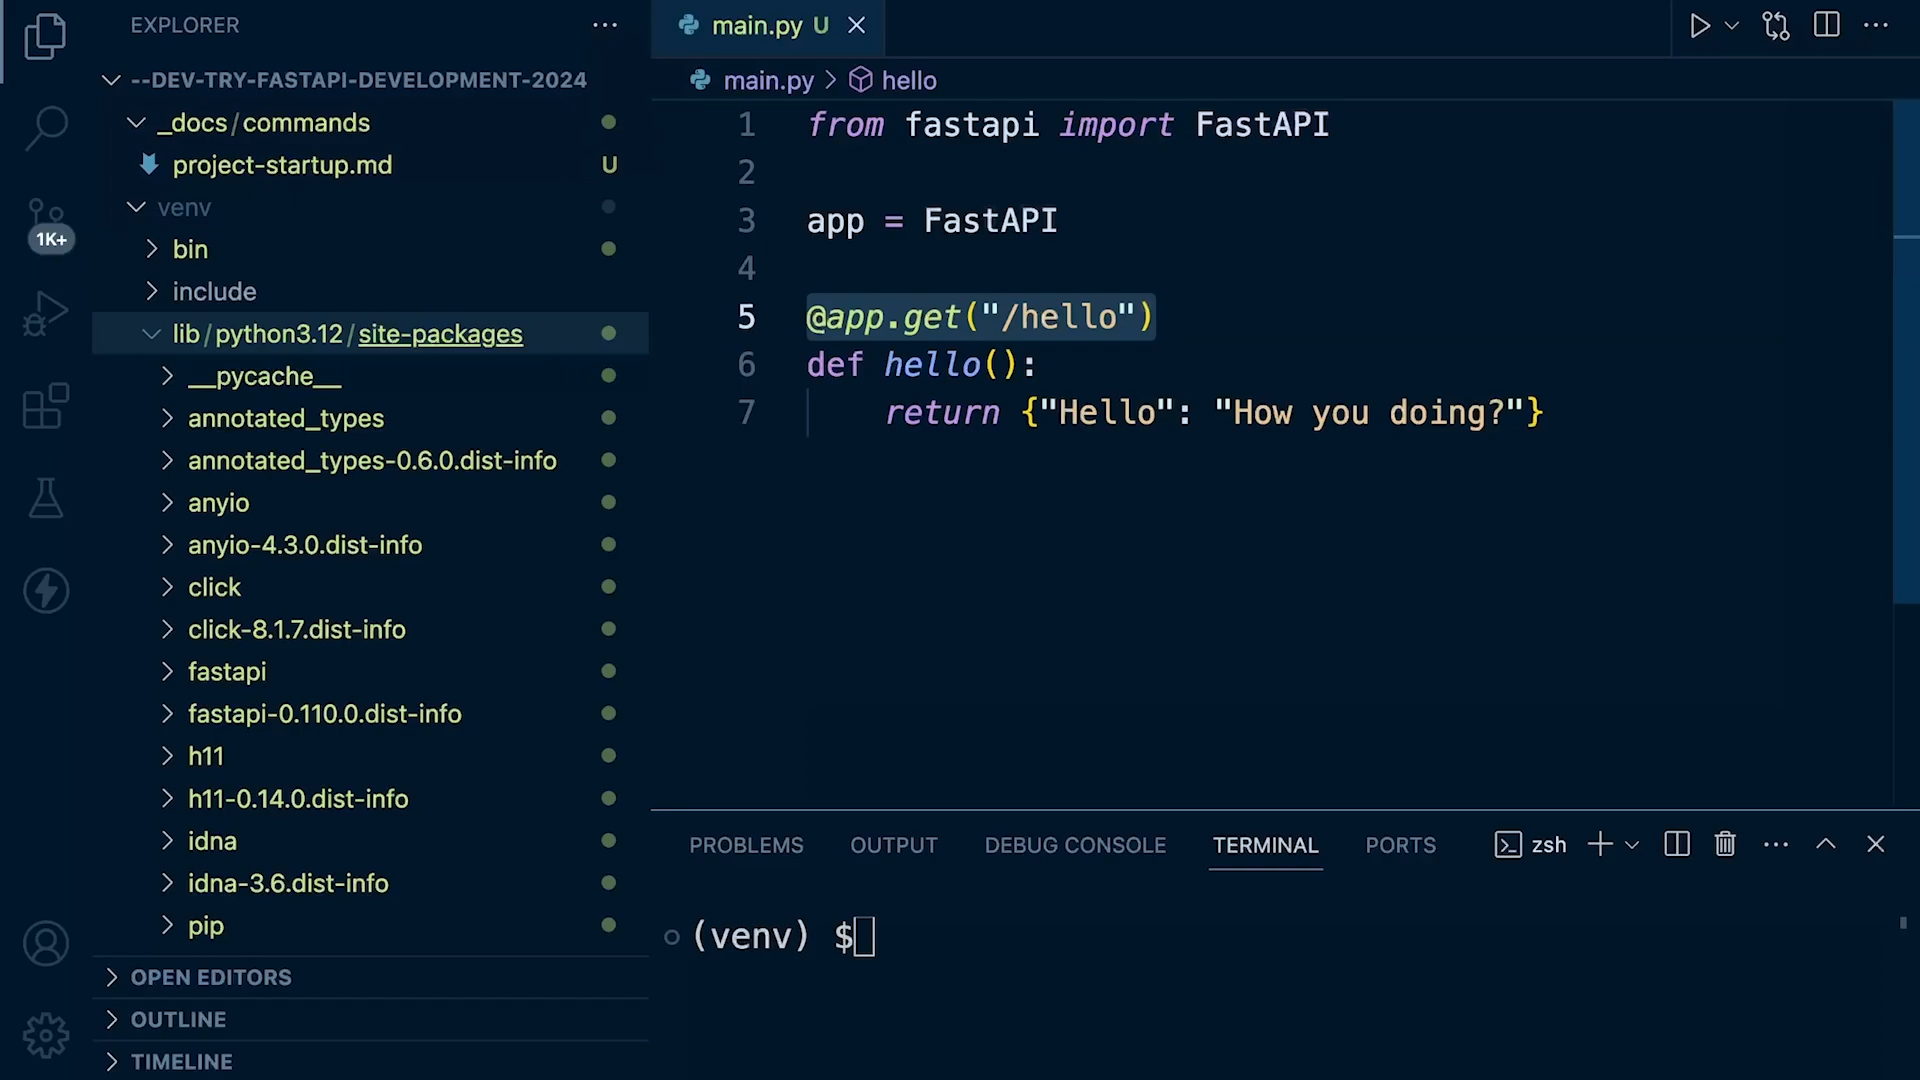 EXPLORER
--DEV-TRY-FASTAPI-DEVELOPMENT-2024
_docs/commands
project-startup.md U
venv
bin
include
lib/python3.12/site-packages
__pycache__
annotated_types
annotated_types-0.6.0.dist-info
anyio
anyio-4.3.0.dist-info
click
click-8.1.7.dist-info
fastapi
fastapi-0.110.0.dist-info
h11
h11-0.14.0.dist-info
idna
idna-3.6.dist-info
pip
OPEN EDITORS
OUTLINE
TIMELINE
1K+
main.py U
main.py > hello
1 from fastapi import FastAPI
2
3 app = FastAPI
4
5 @app.get("/hello")
6 def hello():
7 return {"Hello": "How you doing?"}
PROBLEMS OUTPUT DEBUG CONSOLE TERMINAL PORTS zsh
(venv) $